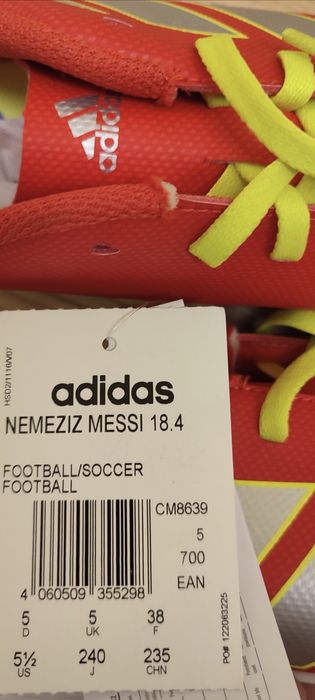 adidas
HSD2/1116/V07
adidas
NEMEZIZ MESSI 18.4
FOOTBALL/SOCCER
FOOTBALL
CM8639
5
700
EAN
4 060509 355298
5 5 38
D UK F
5½ 240 235
US J CHN
PO# 122063225